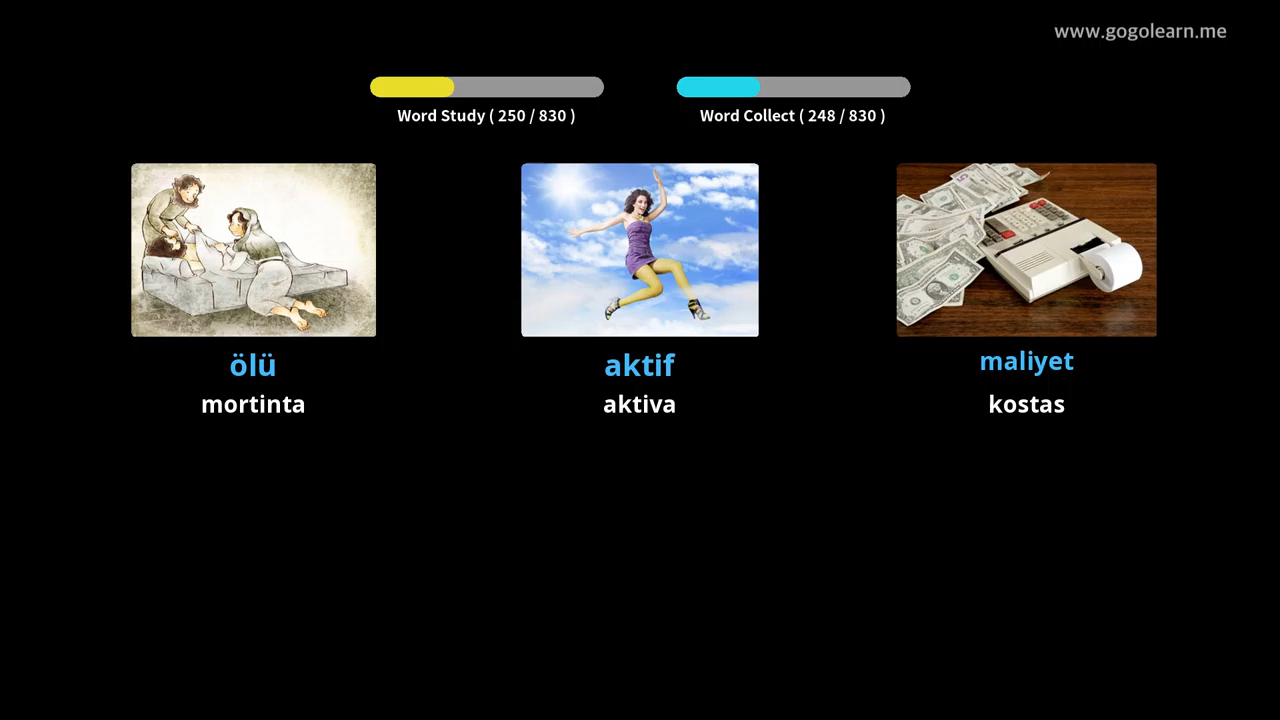 www.gogolearn.me
Word Study ( 250 / 830 )
Word Collect ( 248 / 830 )
ölü
mortinta
aktif
aktiva
maliyet
kostas